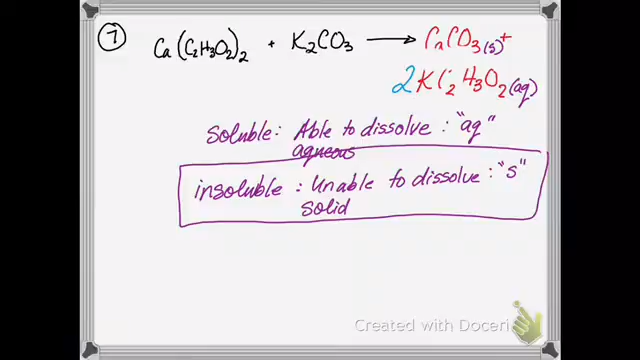 7 Ca(C2H3O2)2 + K2CO3 → CaCO3(s) +
2KC2H3O2(aq)
Soluble: Able to dissolve: "aq"
aqueous
insoluble: Unable to dissolve: "s"
solid
Created with Doceri